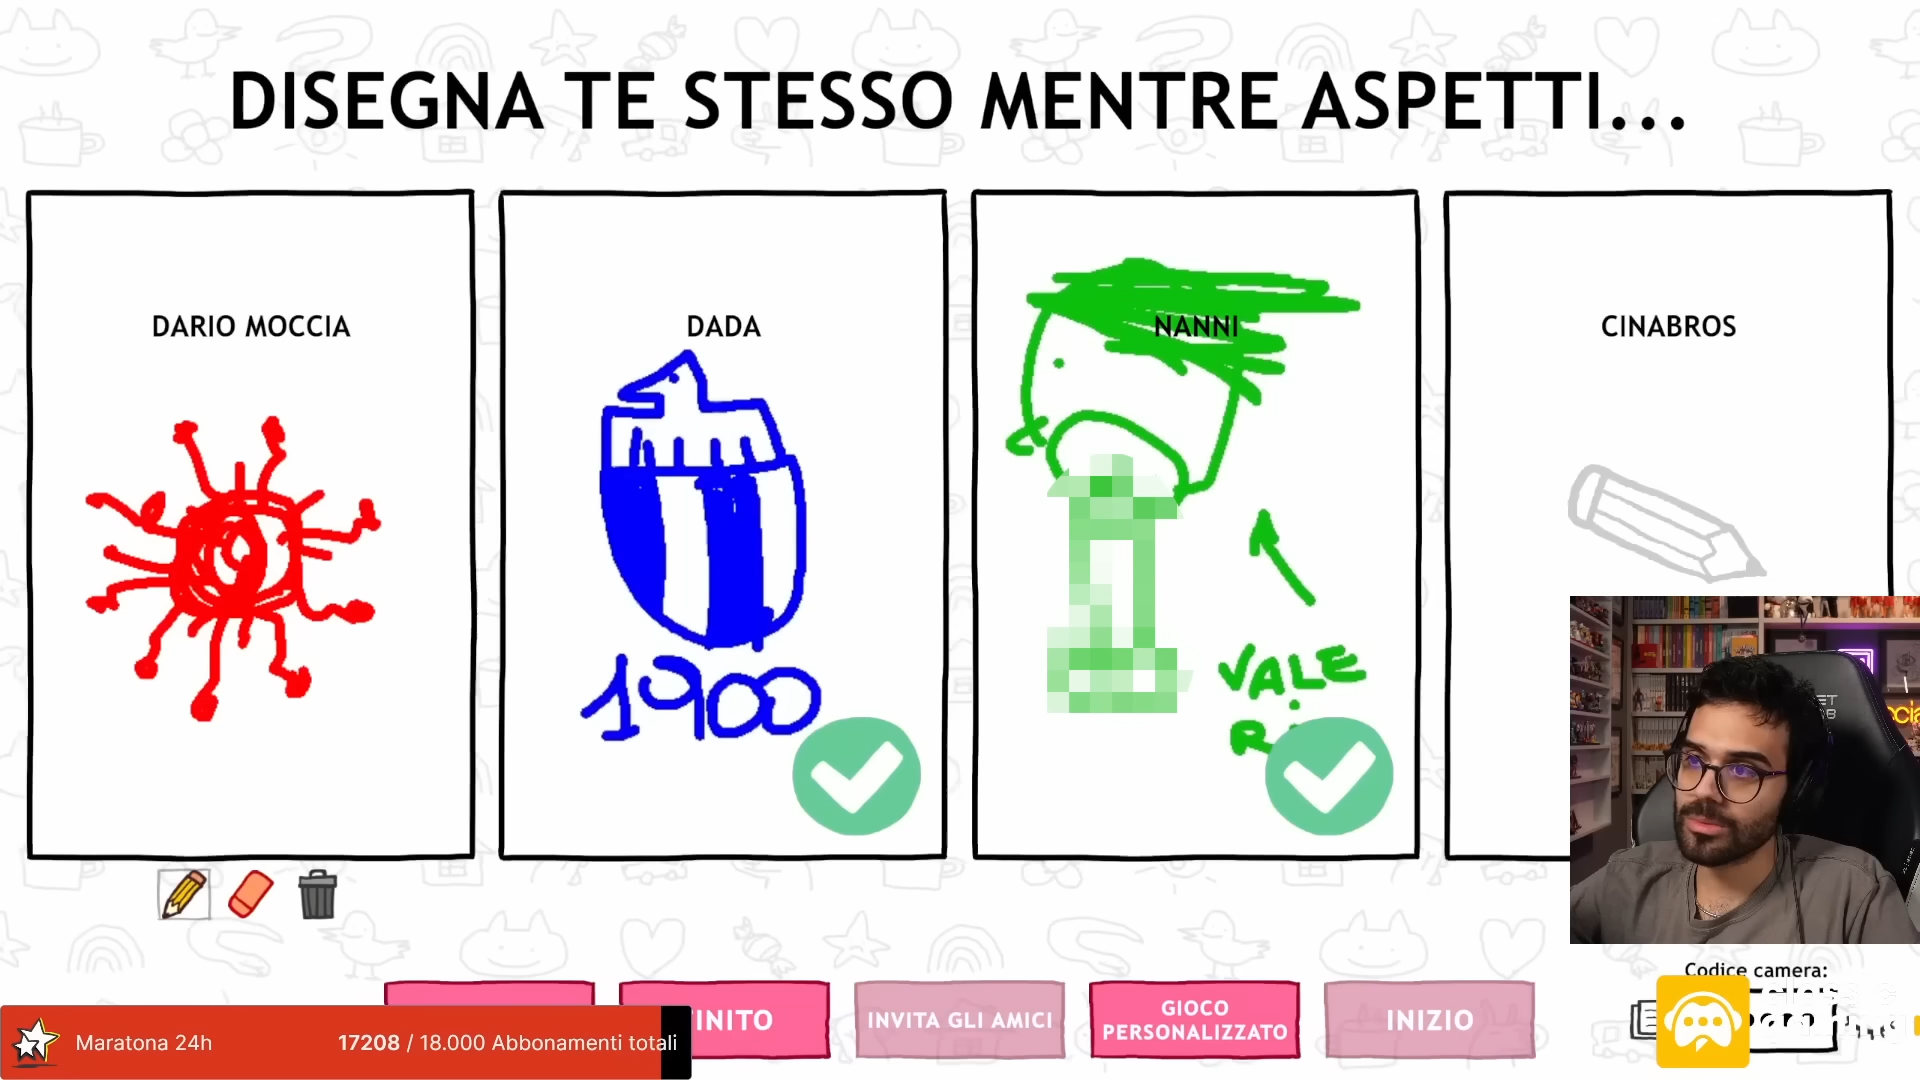 DISEGNA TE STESSO MENTRE ASPETTI...
DARIO MOCCIA
DADA
NANNI
CINABROS
1900
VALE
INVITA GLI AMICI
GIOCO
PERSONALIZZATO
INIZIO
Codice camera:
Maratona 24h
17208 / 18.000 Abbonamenti totali